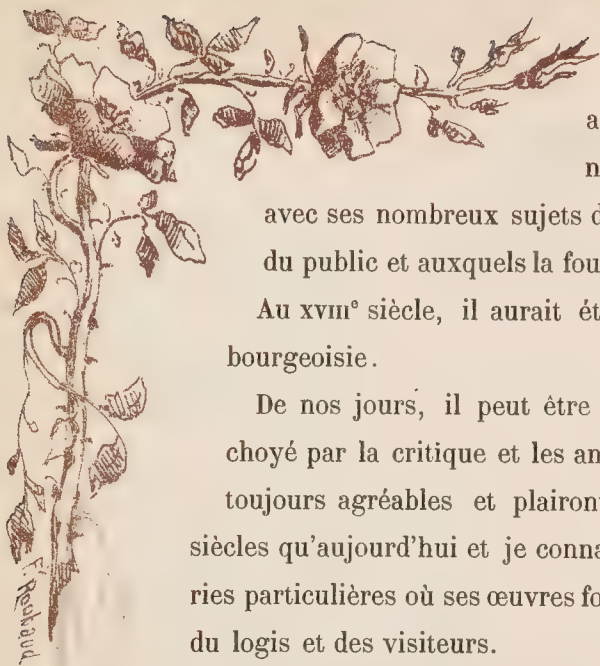 a
n
avec ses nombreux sujets d
du public et auxquels la fou
Au XVIIIᵉ siècle, il aurait ét
bourgeoisie.
De nos jours, il peut être
choyé par la critique et les am
toujours agréables et plairon
siècles qu'aujourd'hui et je conna
ries particulières où ses œuvres fo
du logis et des visiteurs.
F. Roubaud